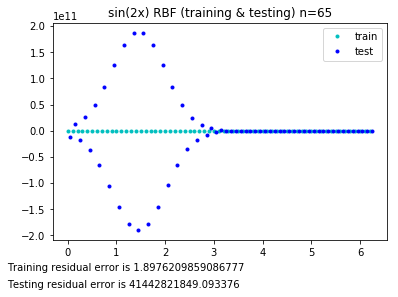 sin(2x) RBF (training & testing) n=65
1e11
2.0
1.5
1.0
0.5
0.0
−0.5
−1.0
−1.5
−2.0
train
test
0 1 2 3 4 5 6
Training residual error is 1.8976209859086777
Testing residual error is 41442821849.093376